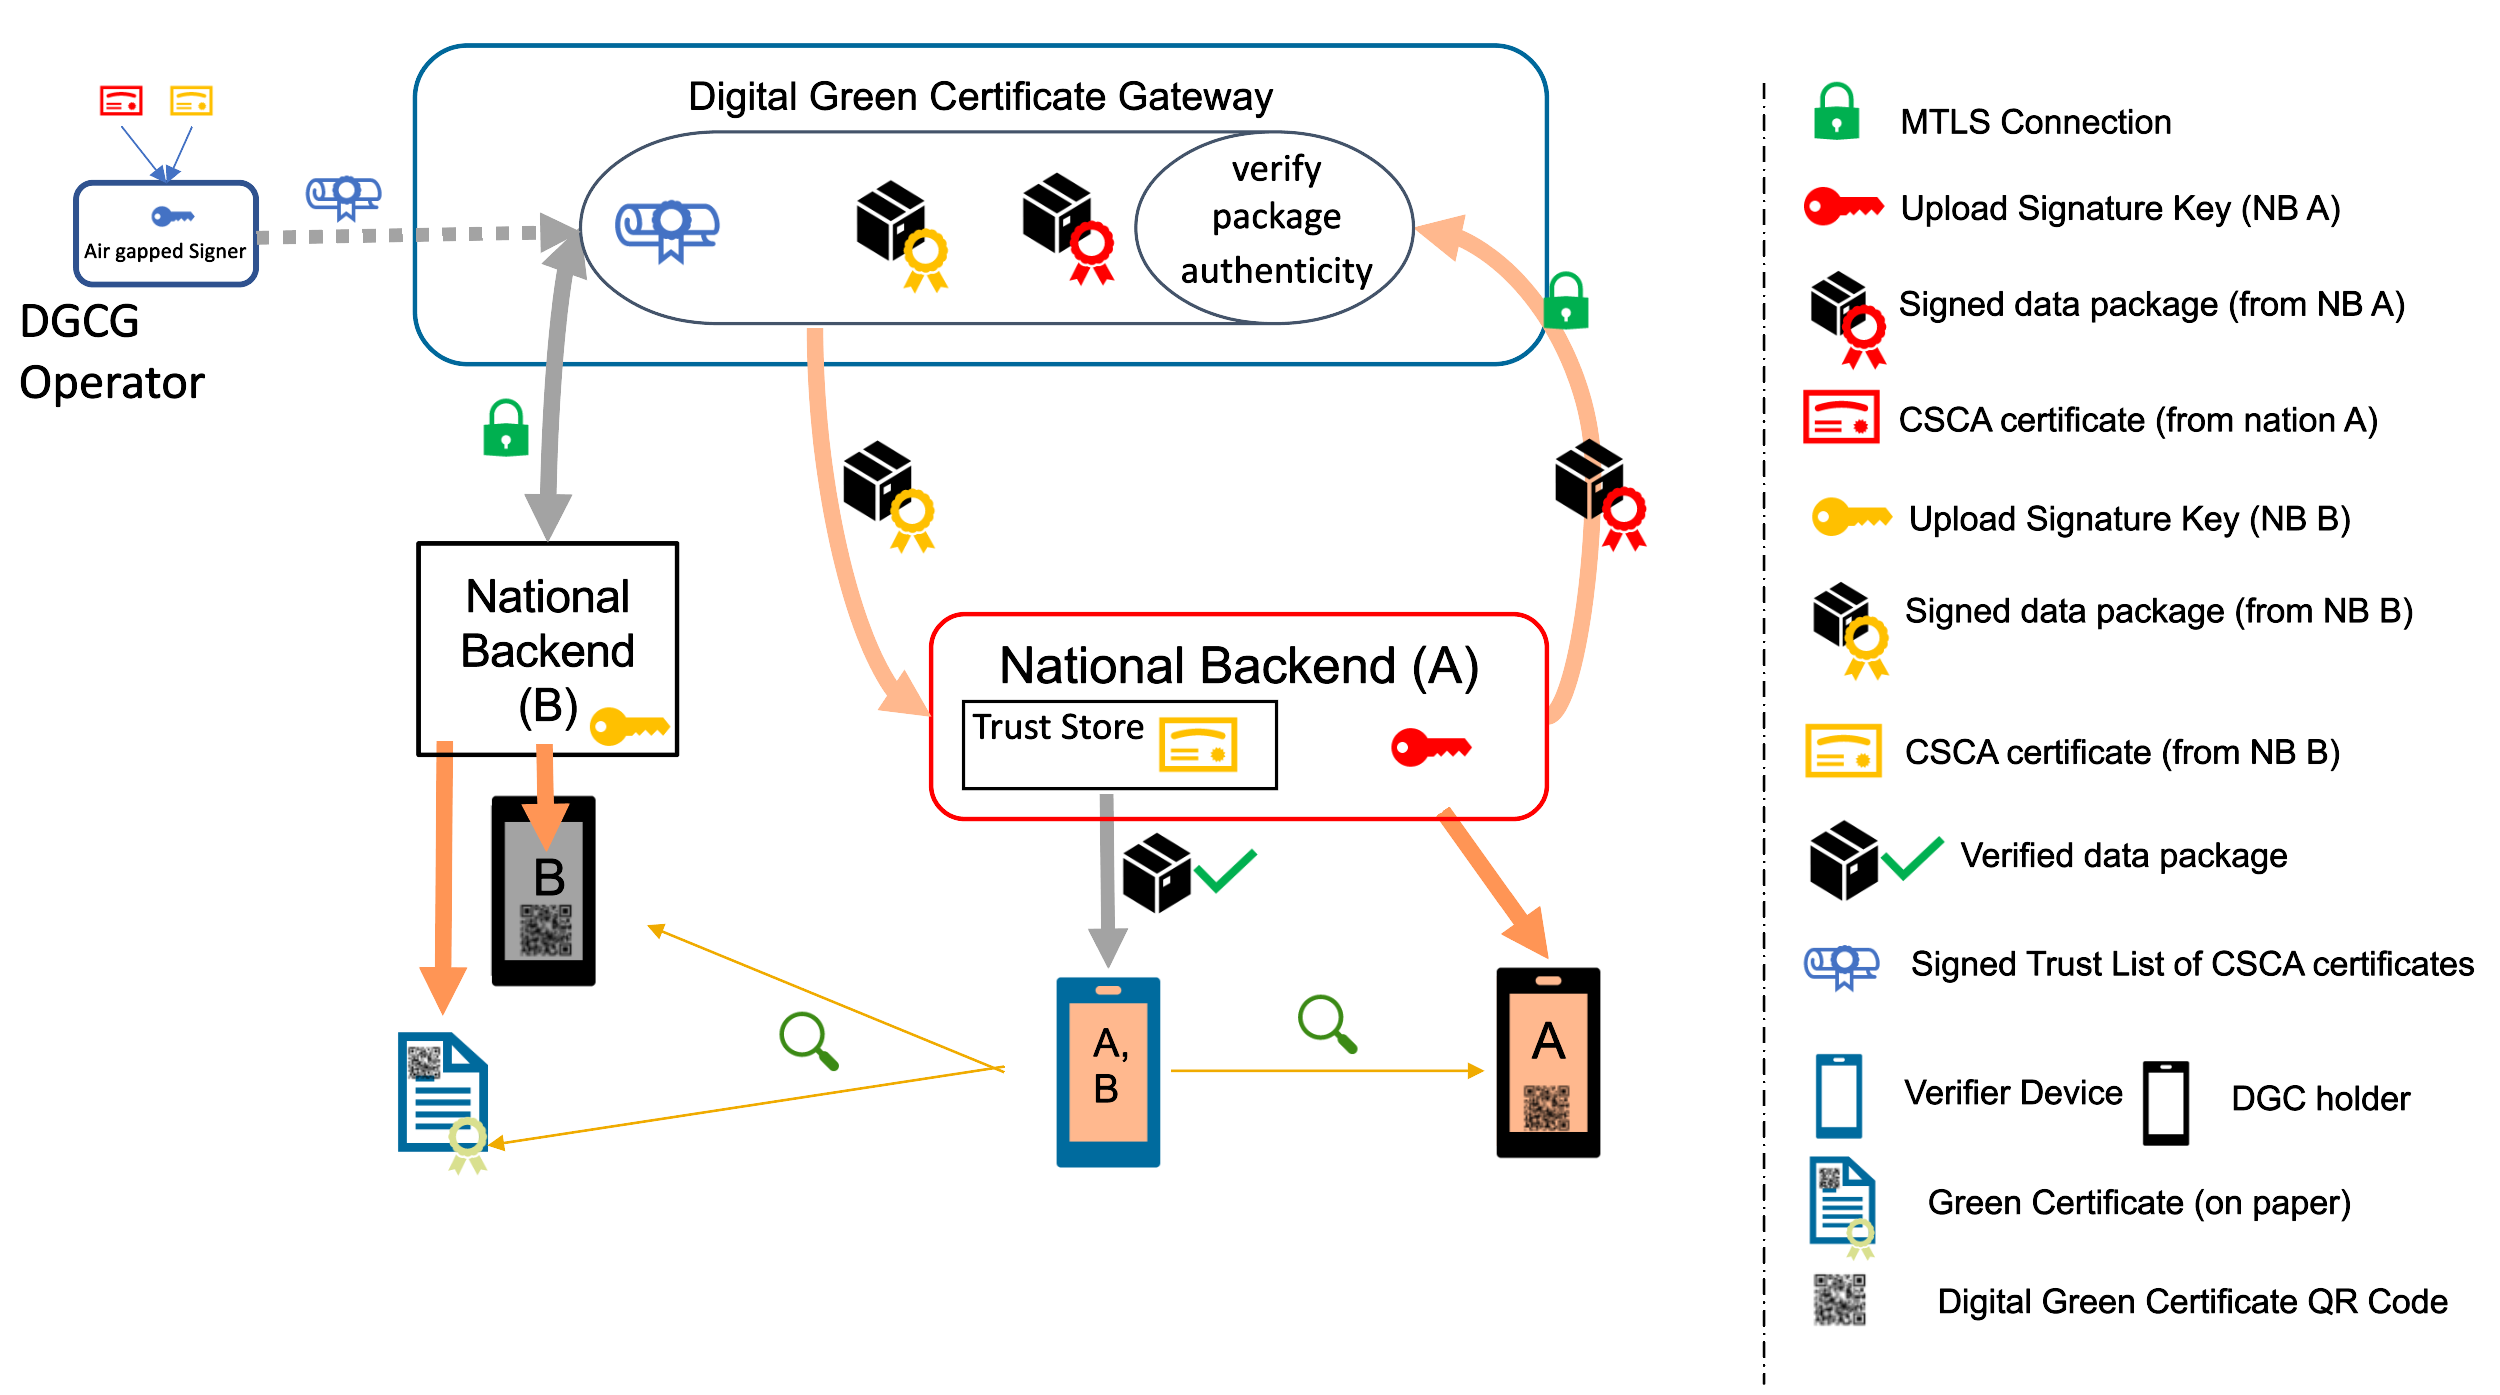 Digital Green Certificate Gateway
verify
package
authenticity
Air gapped Signer
DGCG
Operator
National
Backend
(B)
National Backend (A)
Trust Store
B
A,
B
A
MTLS Connection
Upload Signature Key (NB A)
Signed data package (from NB A)
CSCA certificate (from nation A)
Upload Signature Key (NB B)
Signed data package (from NB B)
CSCA certificate (from NB B)
Verified data package
Signed Trust List of CSCA certificates
Verifier Device
DGC holder
Green Certificate (on paper)
Digital Green Certificate QR Code